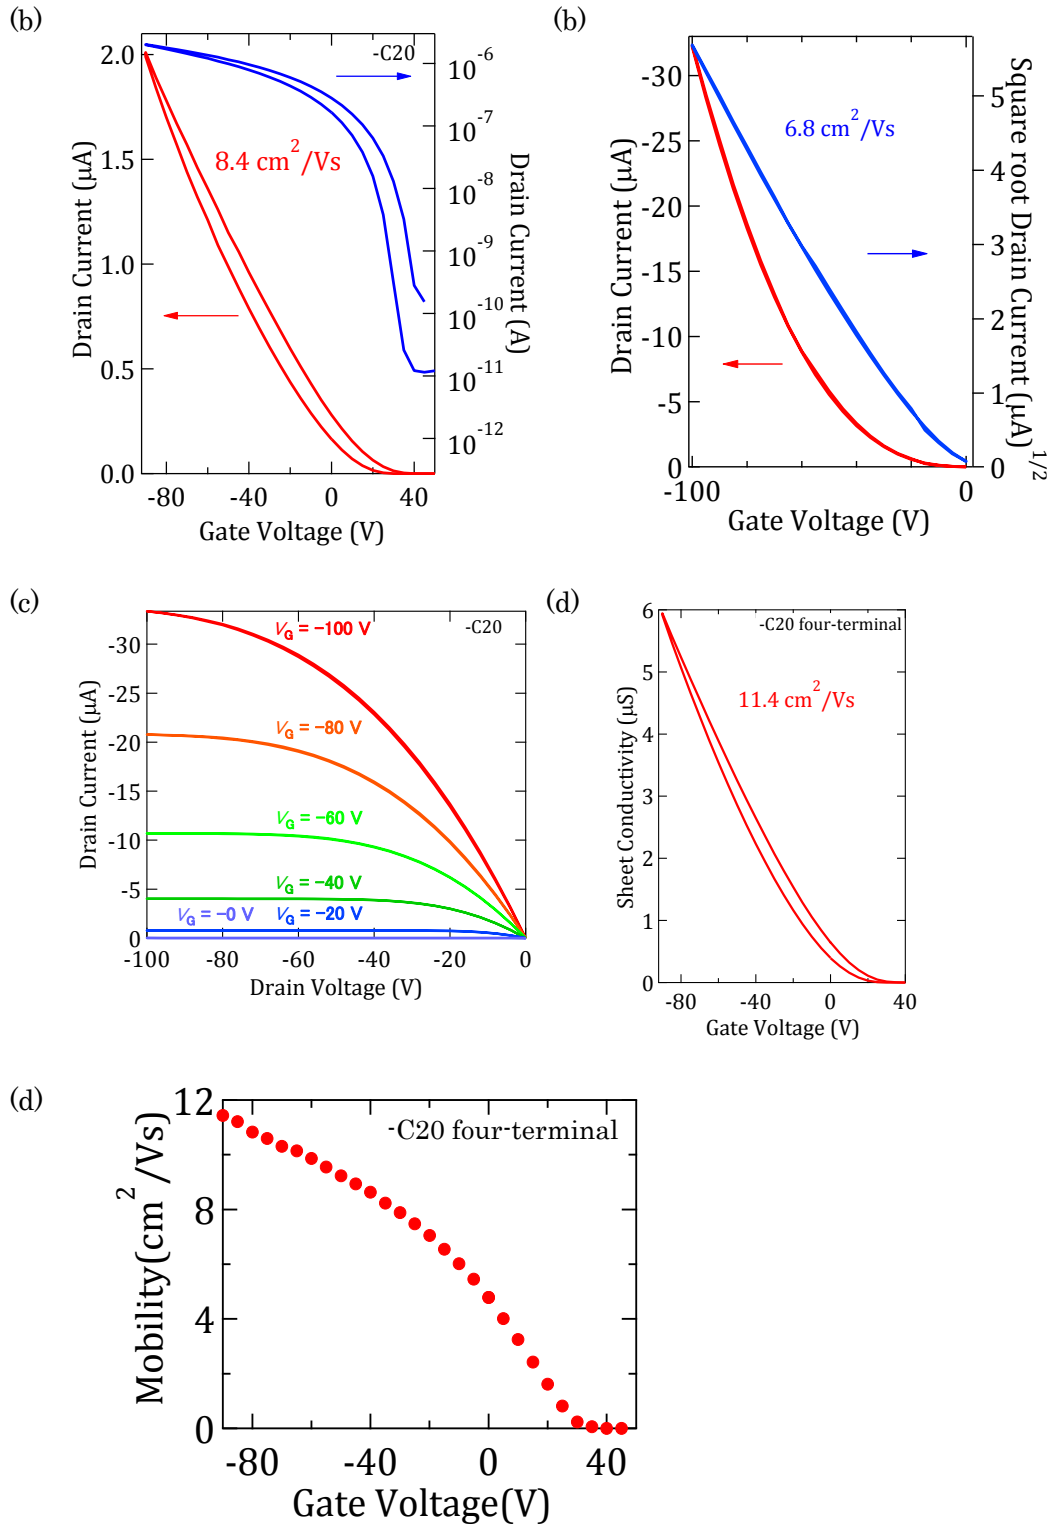 (b)
2.0
1.5
1.0
0.5
0.0
Drain Current (μA)
-80
-40
0
40
Gate Voltage (V)
-C20
8.4 cm²/Vs
10⁻⁶
10⁻⁷
10⁻⁸
10⁻⁹
10⁻¹⁰
10⁻¹¹
10⁻¹²
Drain Current (A)
(b)
-30
-25
-20
-15
-10
-5
0
Drain Current (μA)
-100
0
Gate Voltage (V)
6.8 cm²/Vs
5
4
3
2
1
0
Square root Drain Current (μA)^1/2
(c)
-30
-25
-20
-15
-10
-5
0
Drain Current (μA)
-100
-80
-60
-40
-20
0
Drain Voltage (V)
-C20
V_G = −100 V
V_G = −80 V
V_G = −60 V
V_G = −40 V
V_G = −0 V
V_G = −20 V
(d)
6
5
4
3
2
1
0
Sheet Conductivity (μS)
-80
-40
0
40
Gate Voltage (V)
-C20 four-terminal
11.4 cm²/Vs
(d)
12
8
4
0
Mobility(cm²/Vs)
-80
-40
0
40
Gate Voltage(V)
-C20 four-terminal